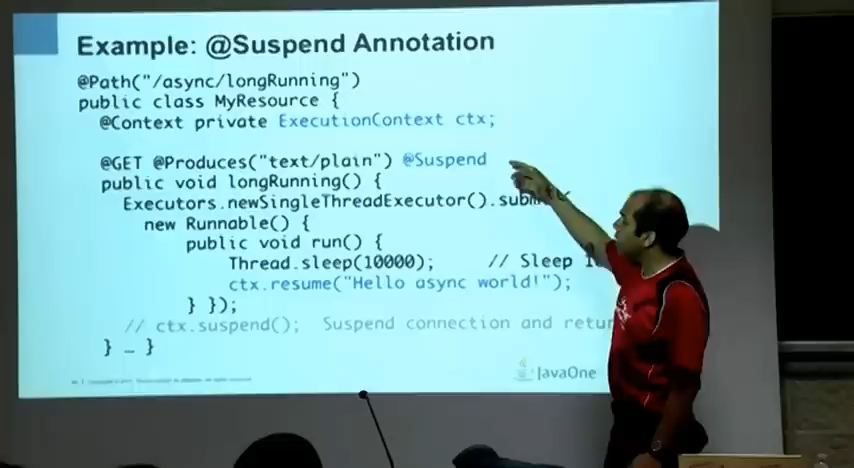 Example: @Suspend Annotation
@Path("/async/longRunning")
public class MyResource {
@Context private ExecutionContext ctx;
@GET @Produces("text/plain") @Suspend
public void longRunning() {
Executors.newSingleThreadExecutor().subm
new Runnable() {
public void run() {
Thread.sleep(10000); // Sleep
ctx.resume("Hello async world!");
} });
// ctx.suspend(); Suspend connection and retur
} … }
JavaOne